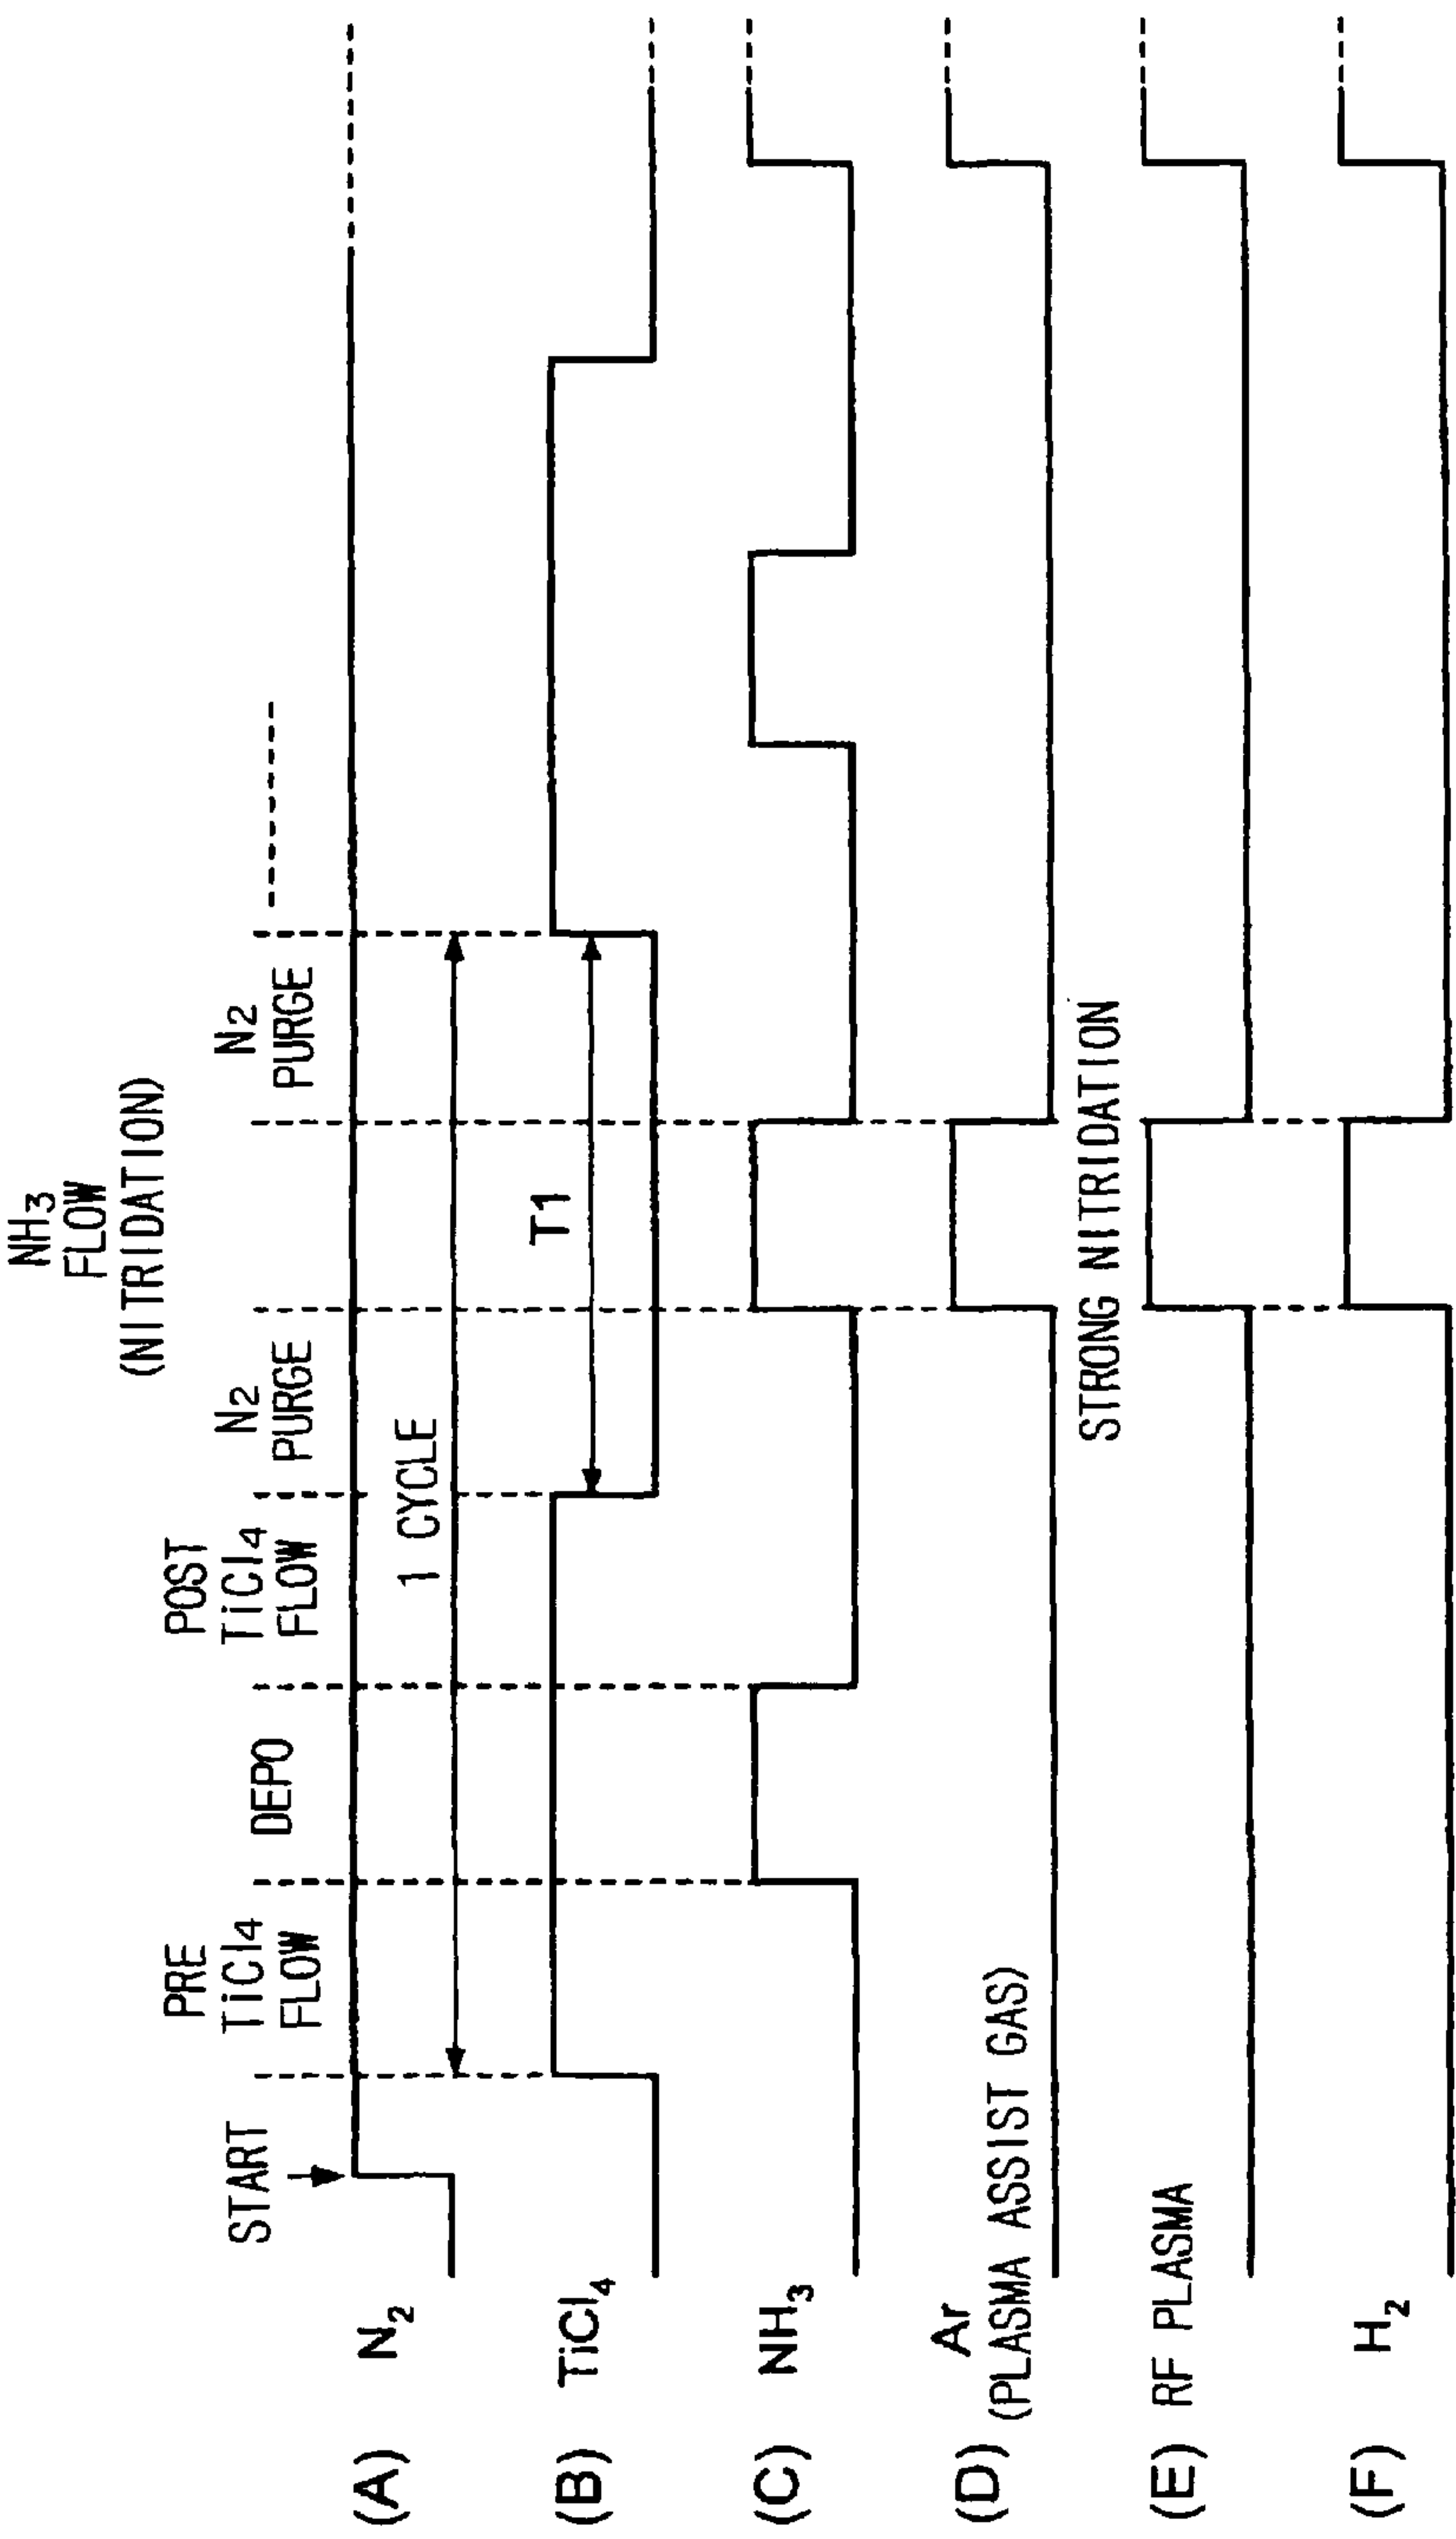 NH3
FLOW
(NITRIDATION)
START
PRE
TiCl4
FLOW
DEPO
POST
TiCl4
FLOW
N2
PURGE
N2
PURGE
(A) N2
1 CYCLE
(B) TiCl4
T1
(C) NH3
(D) Ar
(PLASMA ASSIST GAS)
STRONG NITRIDATION
(E) RF PLASMA
(F) H2